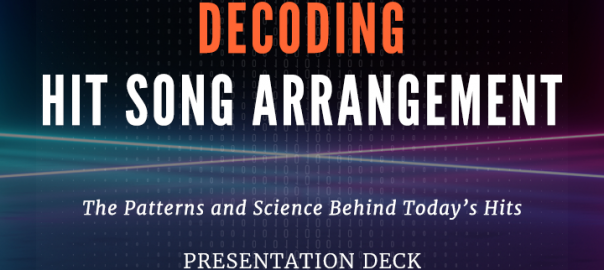 DECODING
HIT SONG ARRANGEMENT
The Patterns and Science Behind Today's Hits
PRESENTATION DECK